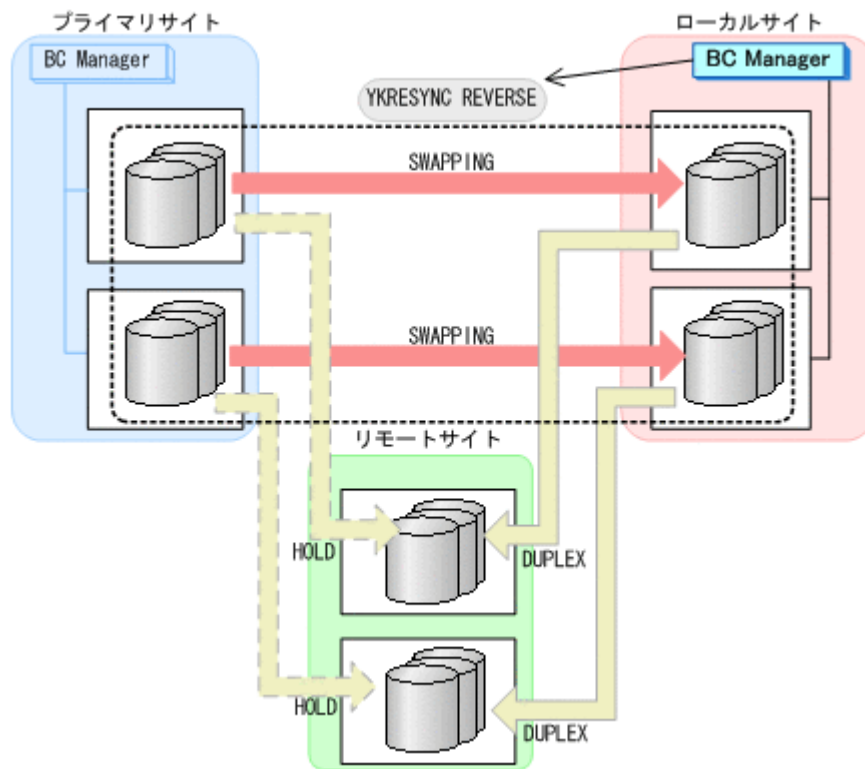 プライマリサイト
ローカルサイト
BC Manager
BC Manager
YKRESYNC REVERSE
SWAPPING
SWAPPING
リモートサイト
HOLD
DUPLEX
HOLD
DUPLEX